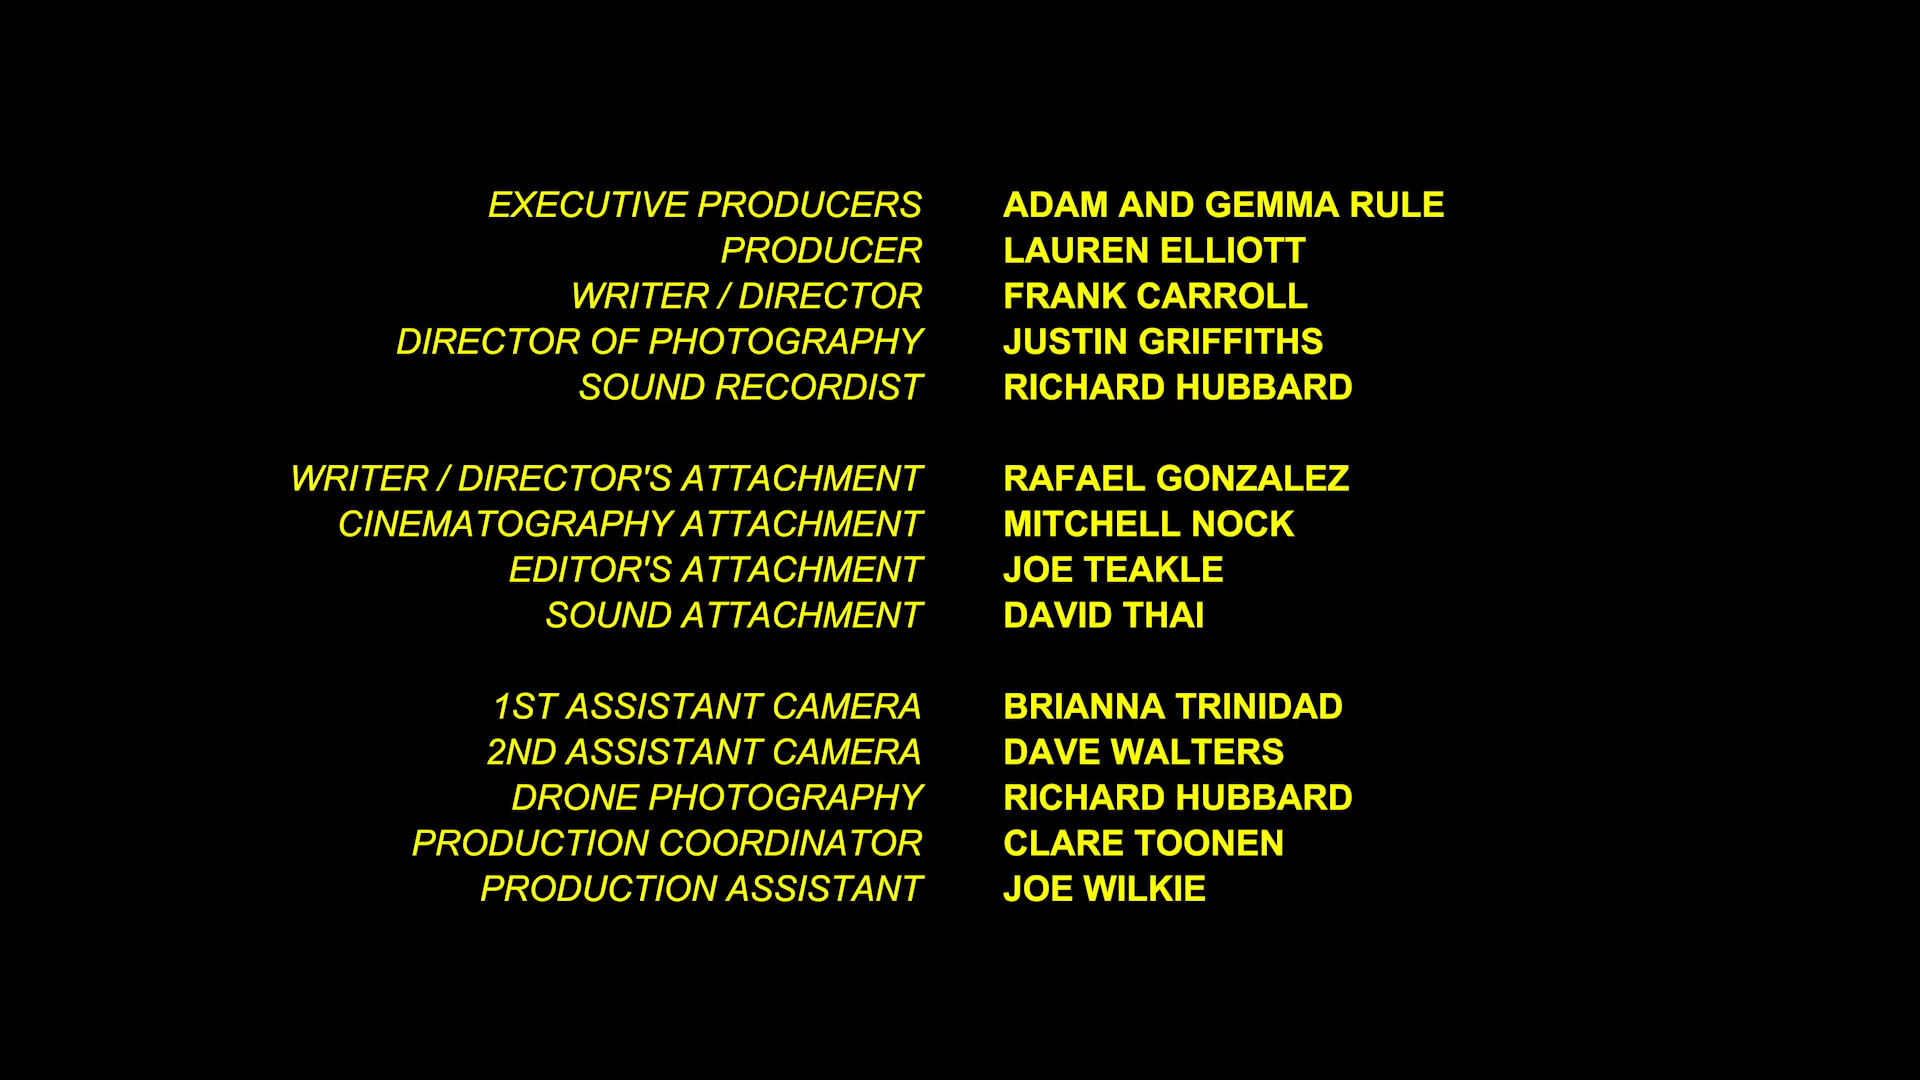 EXECUTIVE PRODUCERS ADAM AND GEMMA RULE
PRODUCER LAUREN ELLIOTT
WRITER / DIRECTOR FRANK CARROLL
DIRECTOR OF PHOTOGRAPHY JUSTIN GRIFFITHS
SOUND RECORDIST RICHARD HUBBARD
WRITER / DIRECTOR'S ATTACHMENT RAFAEL GONZALEZ
CINEMATOGRAPHY ATTACHMENT MITCHELL NOCK
EDITOR'S ATTACHMENT JOE TEAKLE
SOUND ATTACHMENT DAVID THAI
1ST ASSISTANT CAMERA BRIANNA TRINIDAD
2ND ASSISTANT CAMERA DAVE WALTERS
DRONE PHOTOGRAPHY RICHARD HUBBARD
PRODUCTION COORDINATOR CLARE TOONEN
PRODUCTION ASSISTANT JOE WILKIE